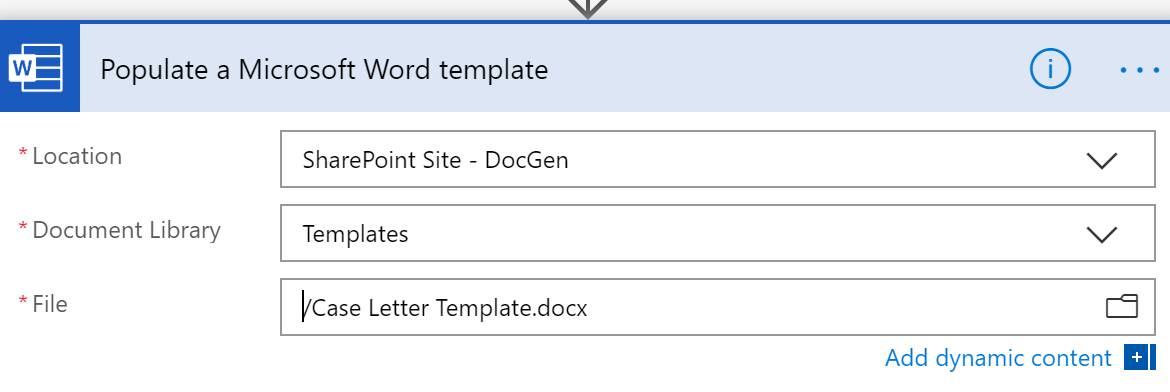 W
Populate a Microsoft Word template
i
...
* Location
SharePoint Site - DocGen
* Document Library
Templates
* File
/Case Letter Template.docx
Add dynamic content +